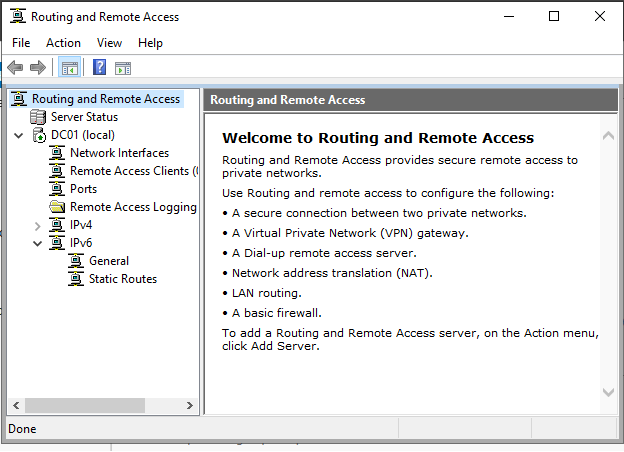 Routing and Remote Access
File Action View Help
Routing and Remote Access
Server Status
DC01 (local)
Network Interfaces
Remote Access Clients (
Ports
Remote Access Logging
IPv4
IPv6
General
Static Routes
Routing and Remote Access
Welcome to Routing and Remote Access
Routing and Remote Access provides secure remote access to
private networks.
Use Routing and remote access to configure the following:
• A secure connection between two private networks.
• A Virtual Private Network (VPN) gateway.
• A Dial-up remote access server.
• Network address translation (NAT).
• LAN routing.
• A basic firewall.
To add a Routing and Remote Access server, on the Action menu,
click Add Server.
Done